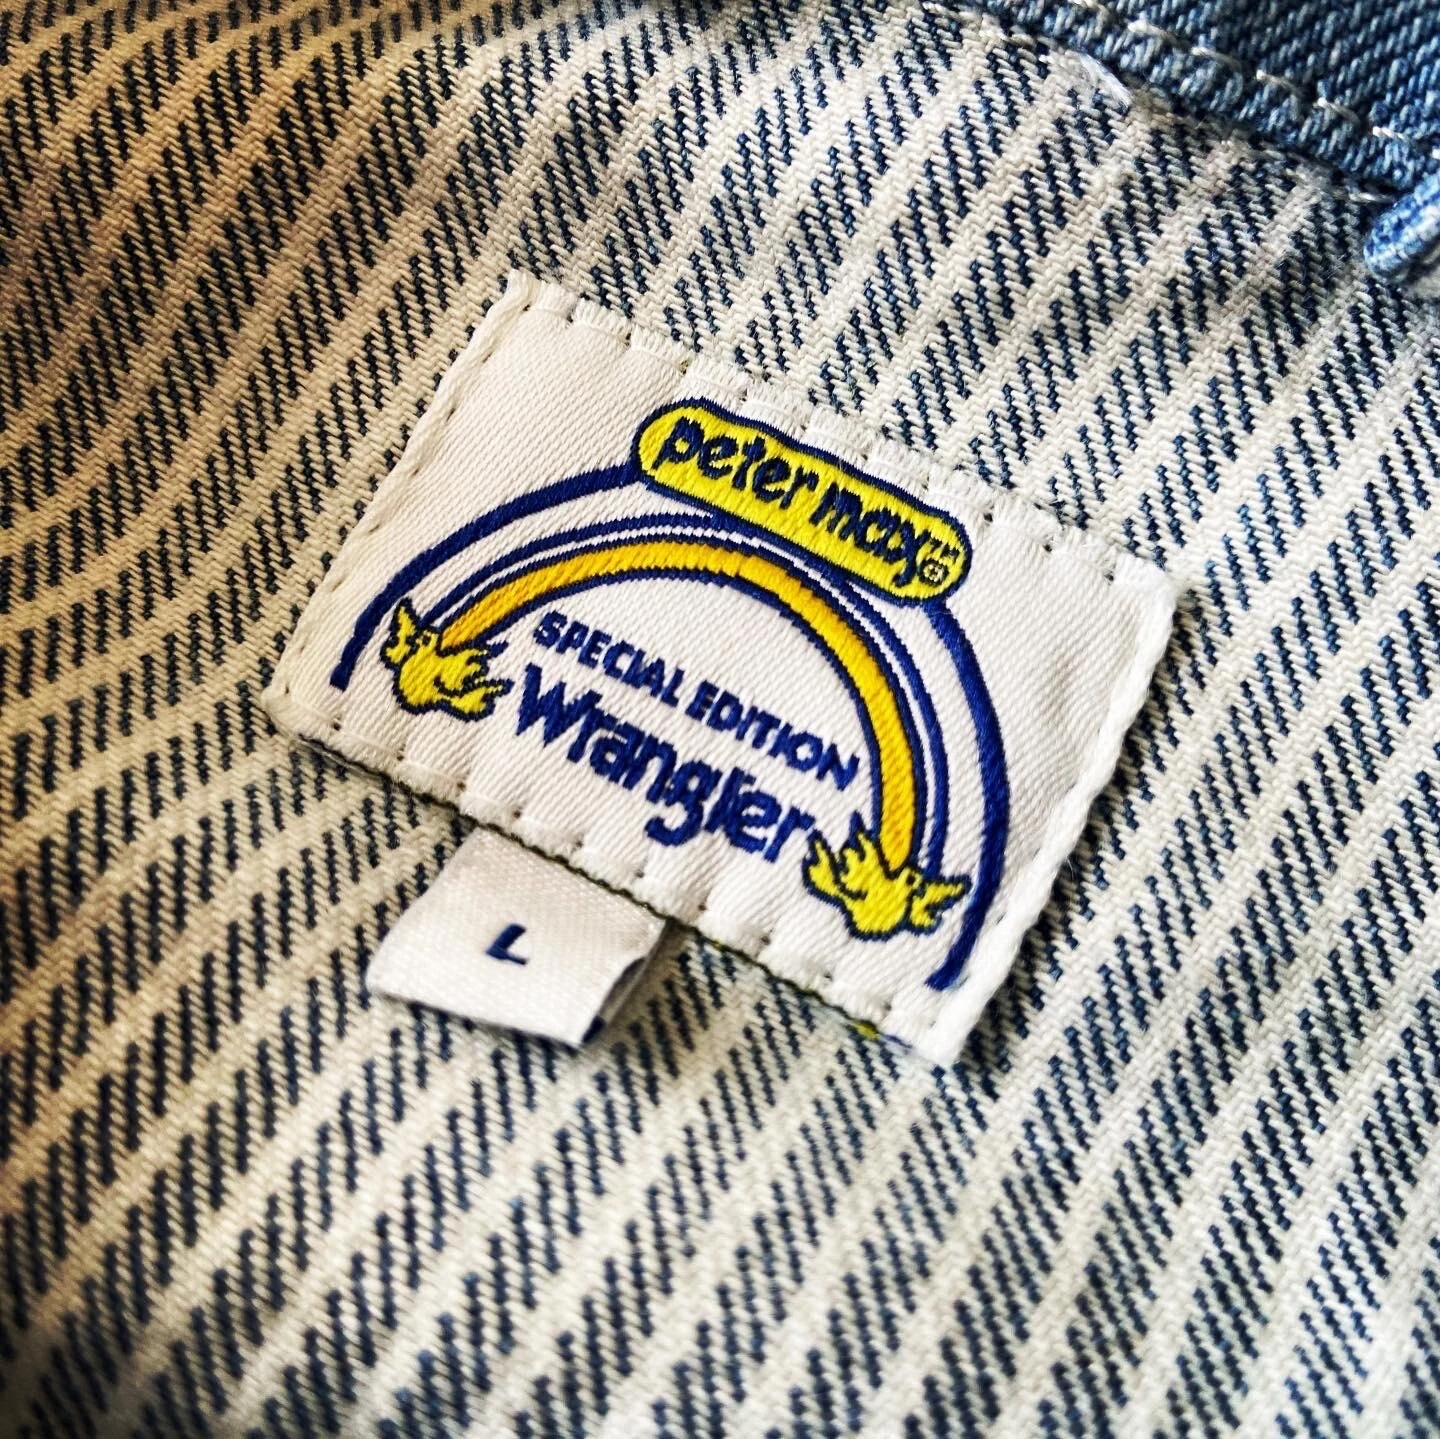 peter max
SPECIAL EDITION
Wrangler
L